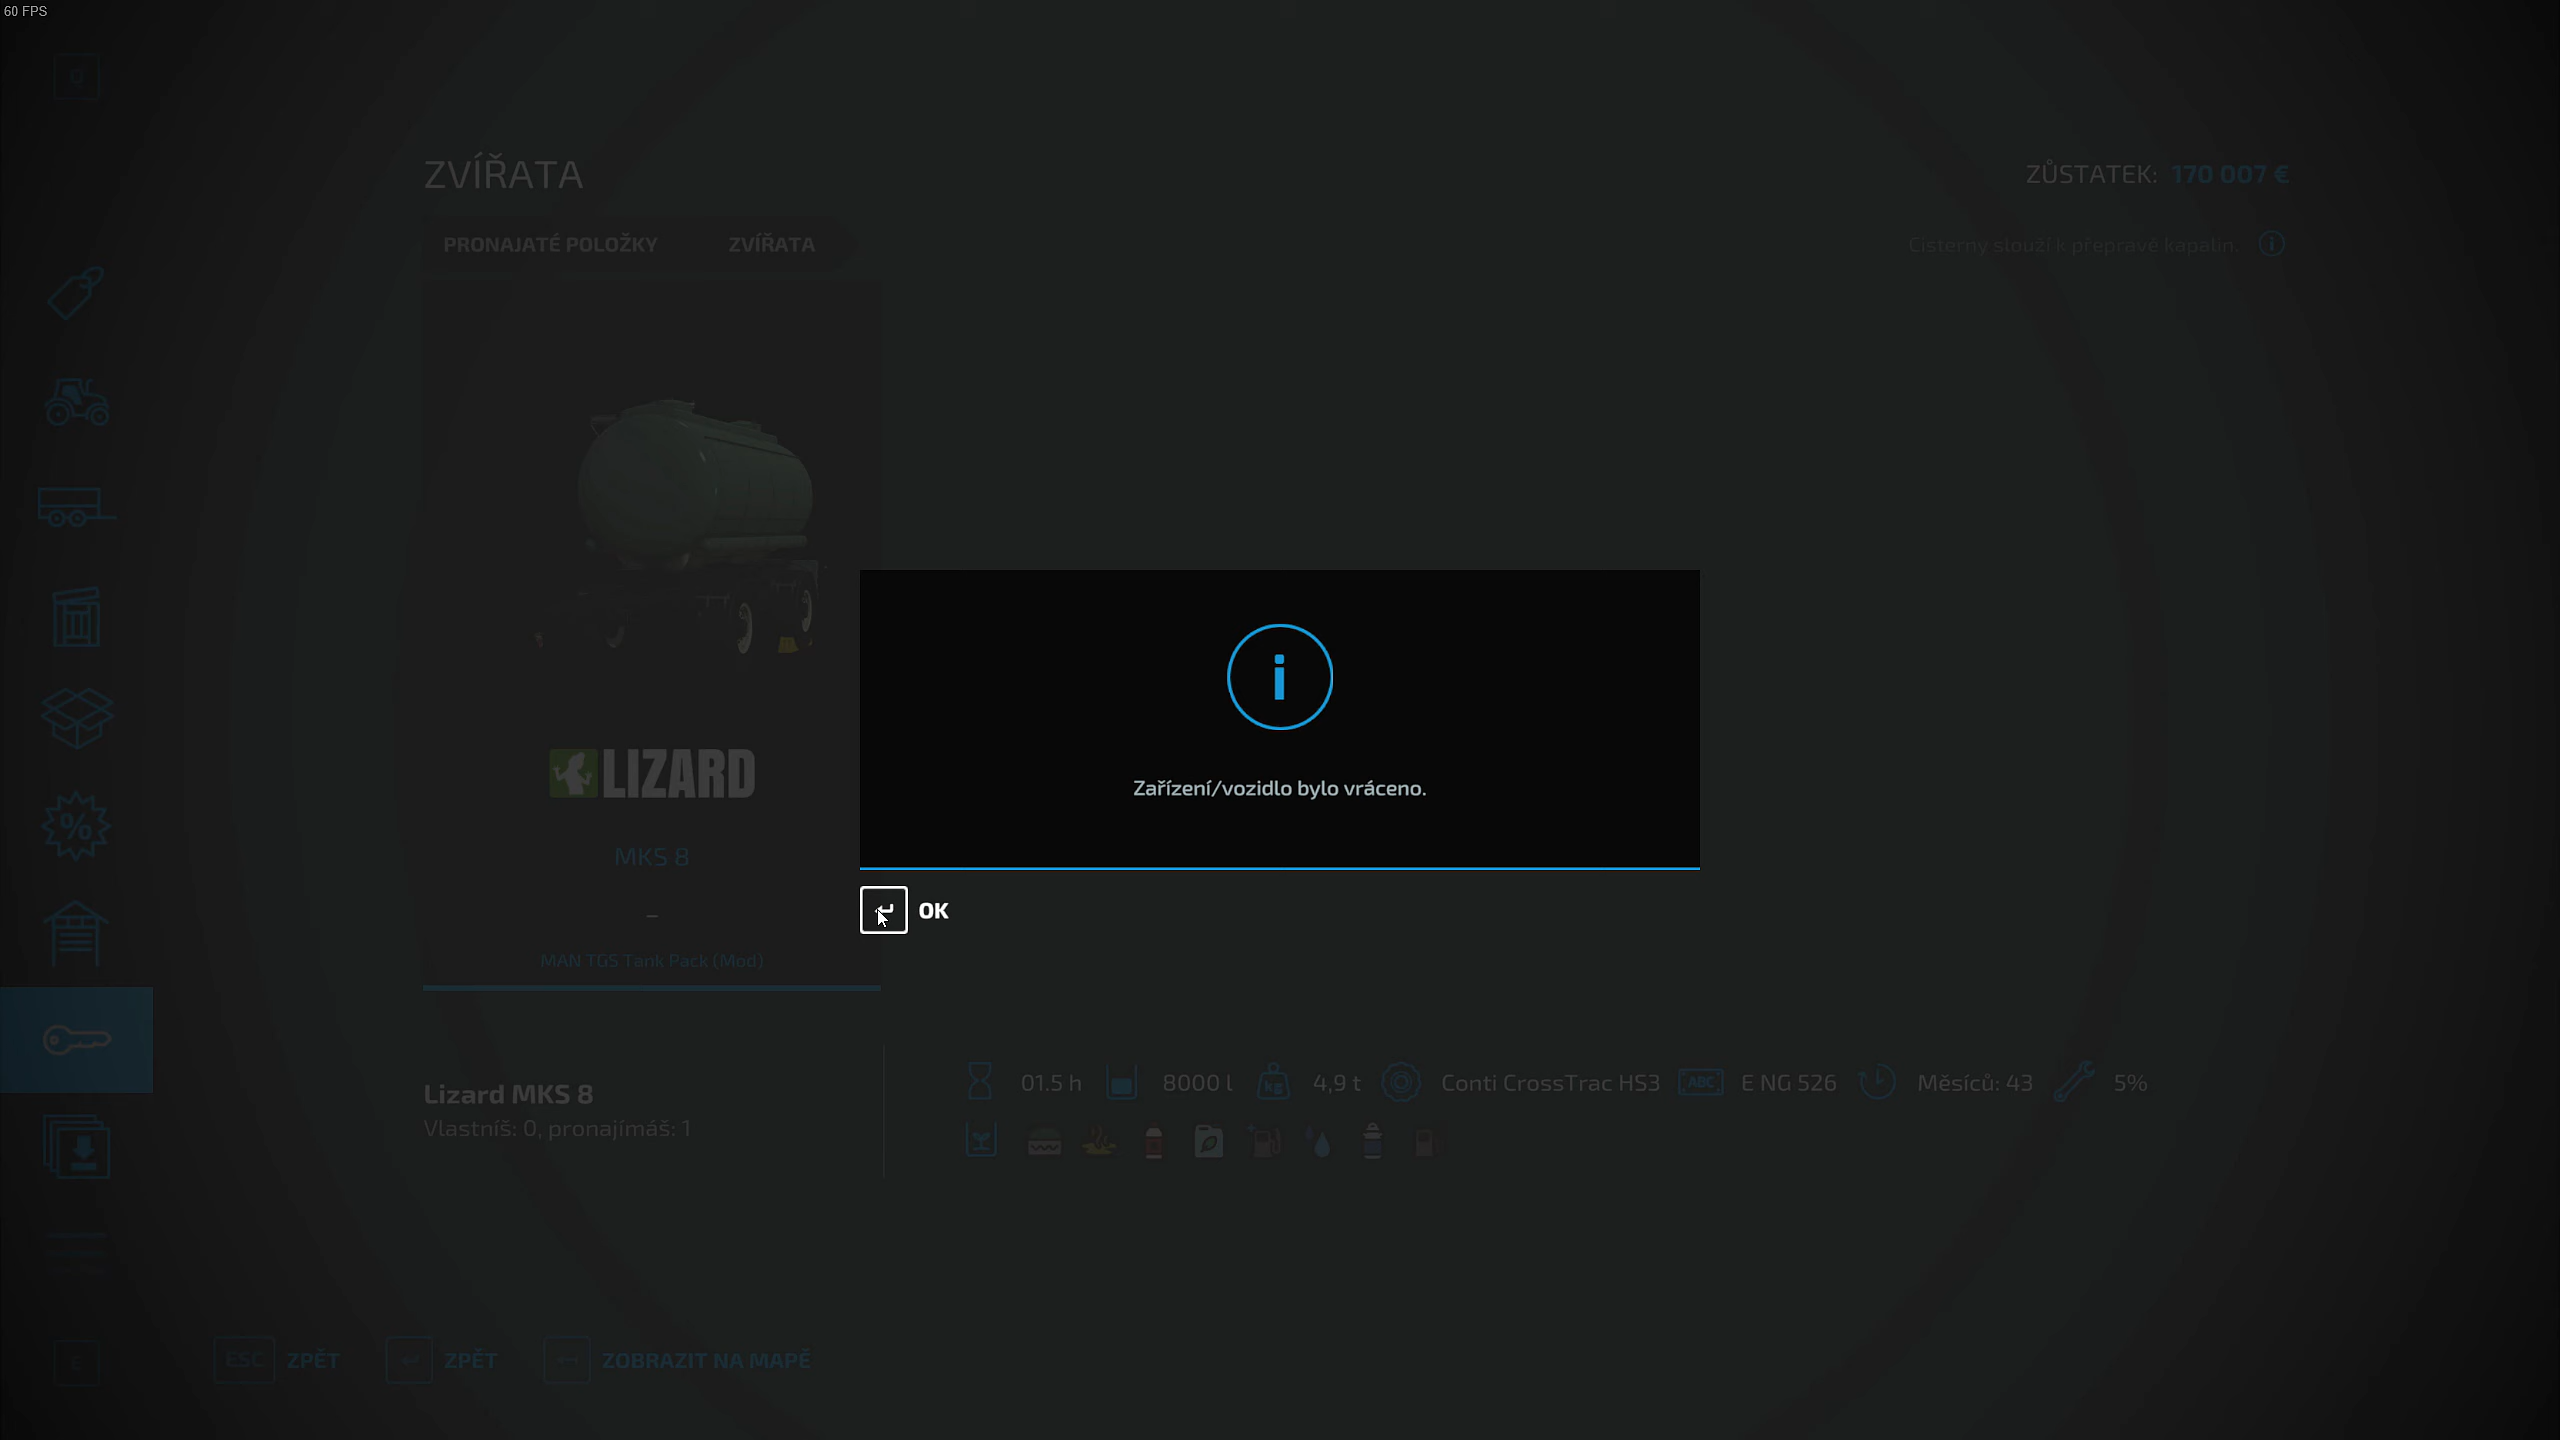 60 FPS
Q
ZVÍŘATA
ZŮSTATEK: 170 007 €
PRONAJATÉ POLOŽKY ZVÍŘATA
Cisterny slouží k přepravě kapalin.
LIZARD
MKS 8
–
MAN TGS Tank Pack (Mod)
Zařízení/vozidlo bylo vráceno.
OK
Lizard MKS 8
Vlastníš: 0, pronajímáš: 1
01.5 h 8000 l kg 4,9 t Conti CrossTrac HS3 ABC E NG 526 Měsíců: 43 5%
E ESC ZPĚT ZPĚT ZOBRAZIT NA MAPĚ